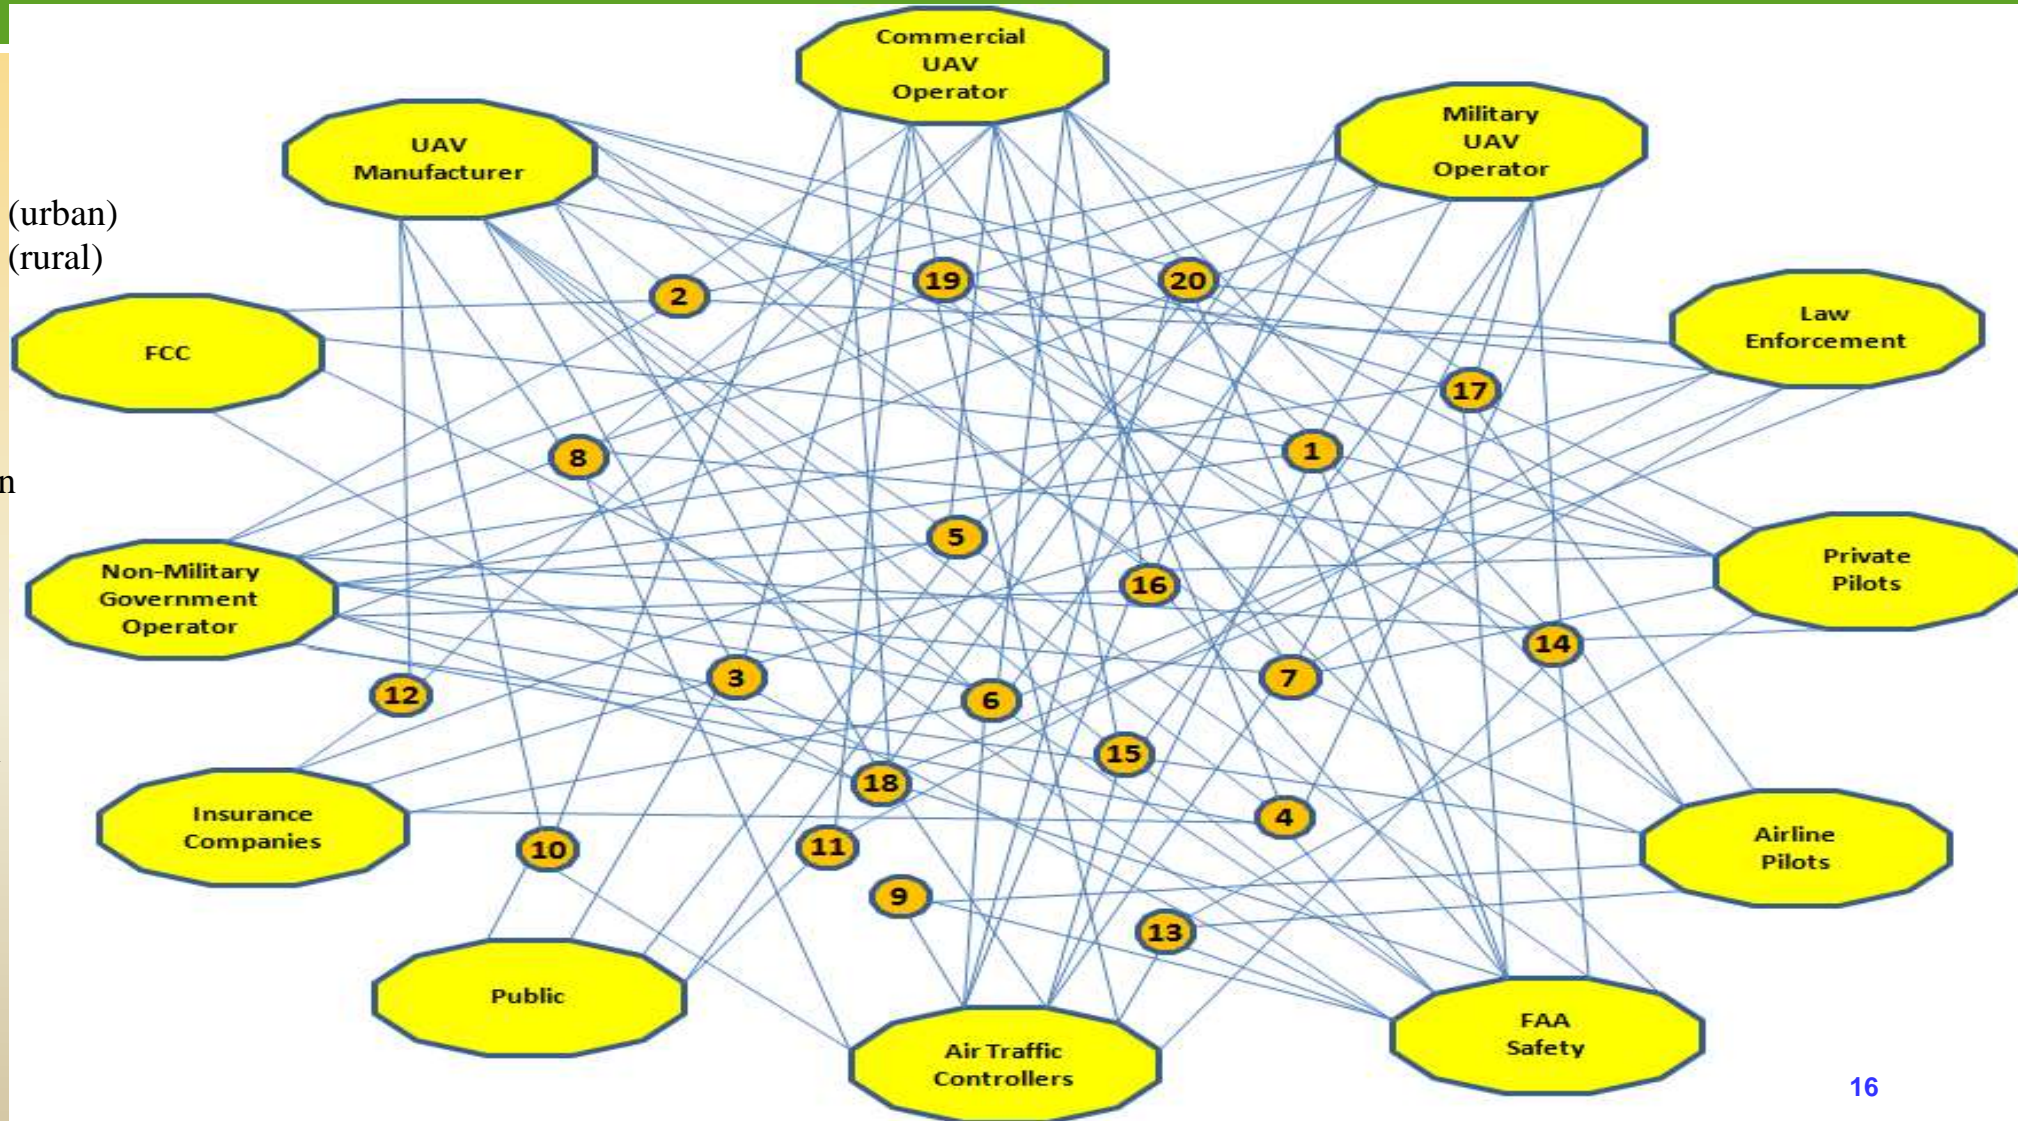 Commercial
UAV
Operator
Military
UAV
Operator
UAV
Manufacturer
(urban)
(rural)
2
19
20
Law
Enforcement
FCC
17
8
1
n
5
16
Private
Pilots
Non-Military
Government
Operator
14
12
3
6
7
15
18
4
Insurance
Companies
10
11
Airline
Pilots
9
13
Public
FAA
Safety
Air Traffic
Controllers
16